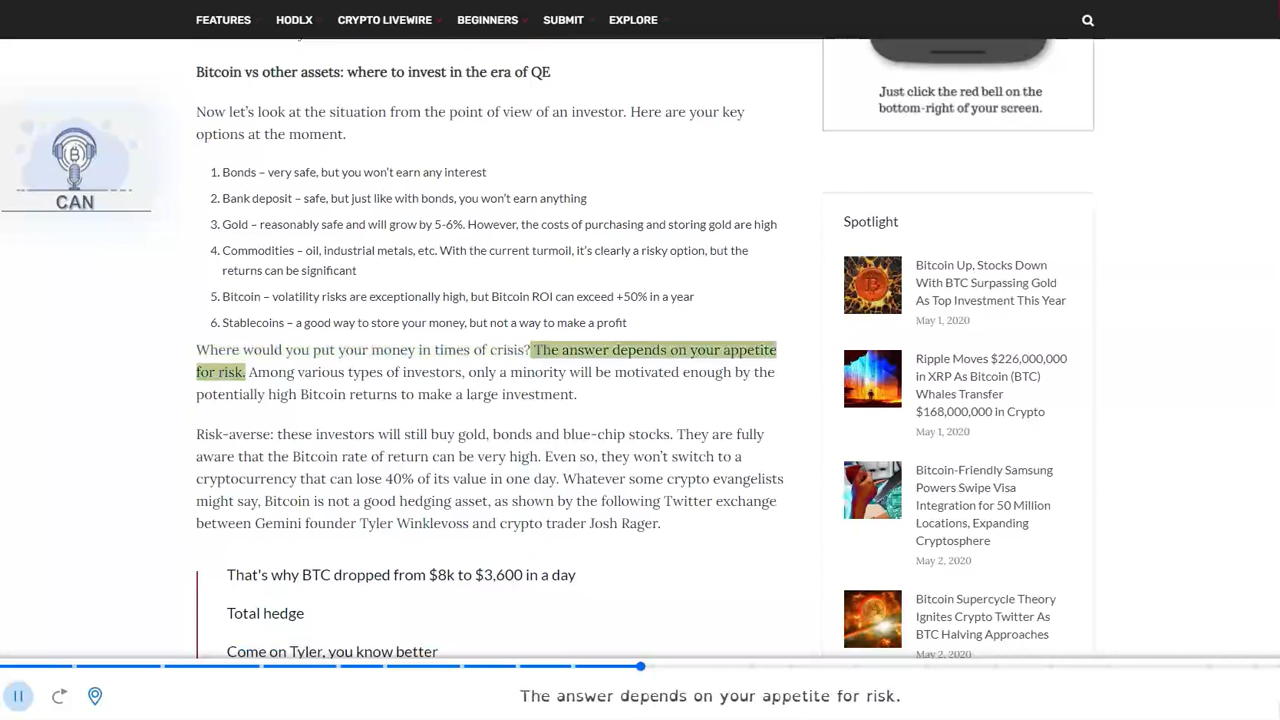 FEATURES HODLX CRYPTO LIVEWIRE BEGINNERS SUBMIT EXPLORE
Bitcoin vs other assets: where to invest in the era of QE
Now let's look at the situation from the point of view of an investor. Here are your key
options at the moment.
1. Bonds – very safe, but you won't earn any interest
2. Bank deposit – safe, but just like with bonds, you won't earn anything
3. Gold – reasonably safe and will grow by 5-6%. However, the costs of purchasing and storing gold are high
4. Commodities – oil, industrial metals, etc. With the current turmoil, it's clearly a risky option, but the
returns can be significant
5. Bitcoin – volatility risks are exceptionally high, but Bitcoin ROI can exceed +50% in a year
6. Stablecoins – a good way to store your money, but not a way to make a profit
Where would you put your money in times of crisis? The answer depends on your appetite
for risk. Among various types of investors, only a minority will be motivated enough by the
potentially high Bitcoin returns to make a large investment.
Risk-averse: these investors will still buy gold, bonds and blue-chip stocks. They are fully
aware that the Bitcoin rate of return can be very high. Even so, they won't switch to a
cryptocurrency that can lose 40% of its value in one day. Whatever some crypto evangelists
might say, Bitcoin is not a good hedging asset, as shown by the following Twitter exchange
between Gemini founder Tyler Winklevoss and crypto trader Josh Rager.
That's why BTC dropped from $8k to $3,600 in a day
Total hedge
Come on Tyler, you know better
CAN
Just click the red bell on the
bottom-right of your screen.
Spotlight
Bitcoin Up, Stocks Down
With BTC Surpassing Gold
As Top Investment This Year
May 1, 2020
Ripple Moves $226,000,000
in XRP As Bitcoin (BTC)
Whales Transfer
$168,000,000 in Crypto
May 1, 2020
Bitcoin-Friendly Samsung
Powers Swipe Visa
Integration for 50 Million
Locations, Expanding
Cryptosphere
May 2, 2020
Bitcoin Supercycle Theory
Ignites Crypto Twitter As
BTC Halving Approaches
May 2, 2020
The answer depends on your appetite for risk.